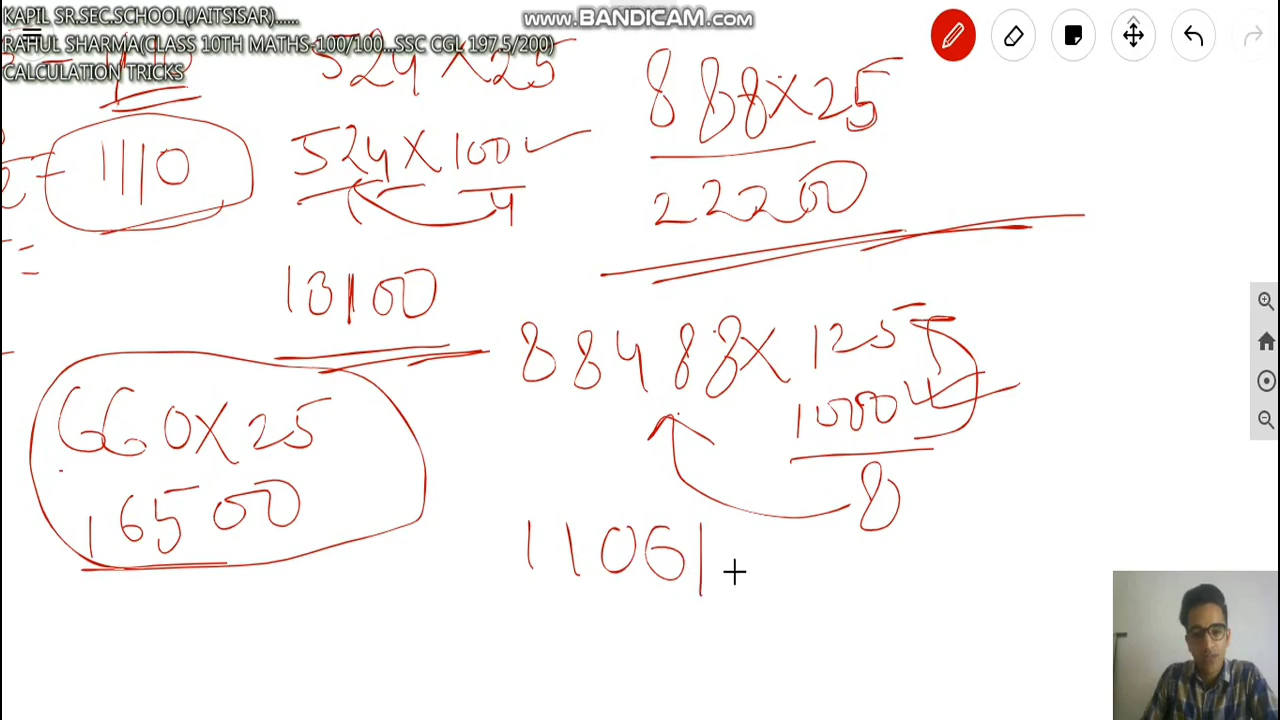 KAPIL SR.SEC.SCHOOL(JAITSISAR)......
RAHUL SHARMA(CLASS 10TH MATHS-100/100...SSC CGL 197.5/200)
CALCULATION TRICKS
www.BANDICAM.com
1110
524 × 25
524 × 100
4
13100
660 × 25
16500
888 × 25
22200
88488 × 125
1000
8
11061